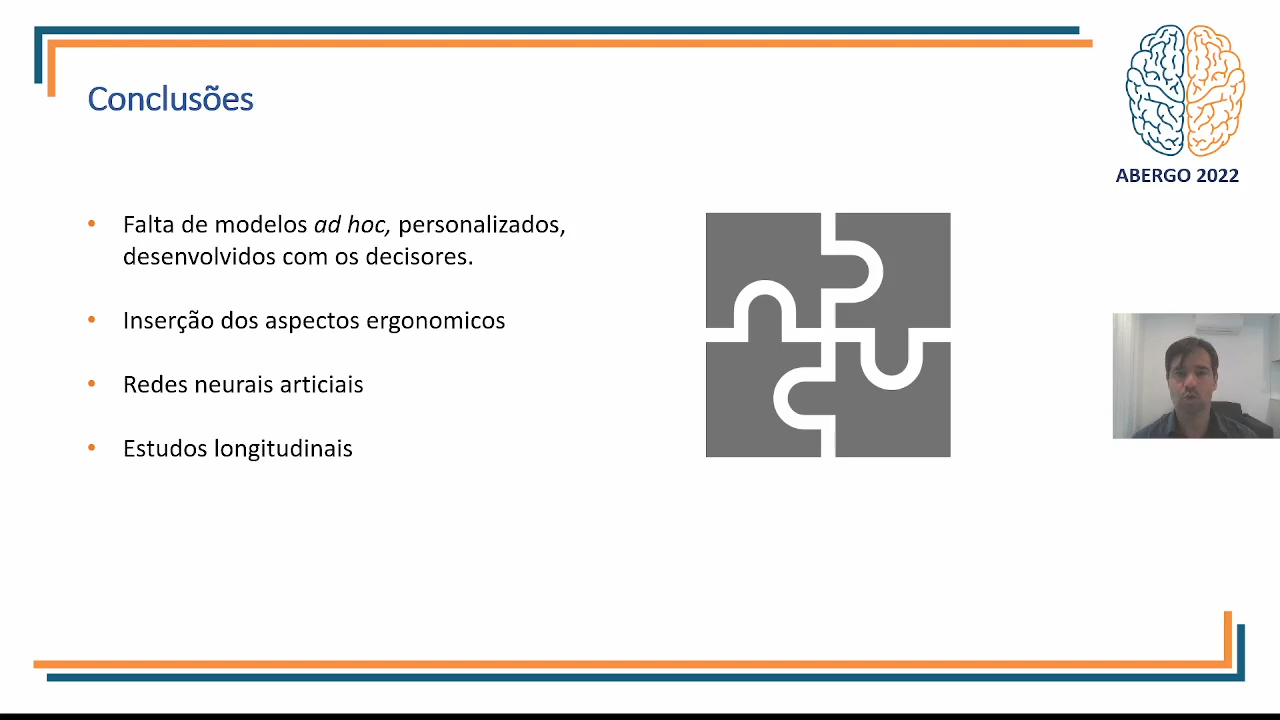 Conclusões
ABERGO 2022
• Falta de modelos ad hoc, personalizados,
desenvolvidos com os decisores.
• Inserção dos aspectos ergonomicos
• Redes neurais articiais
• Estudos longitudinais